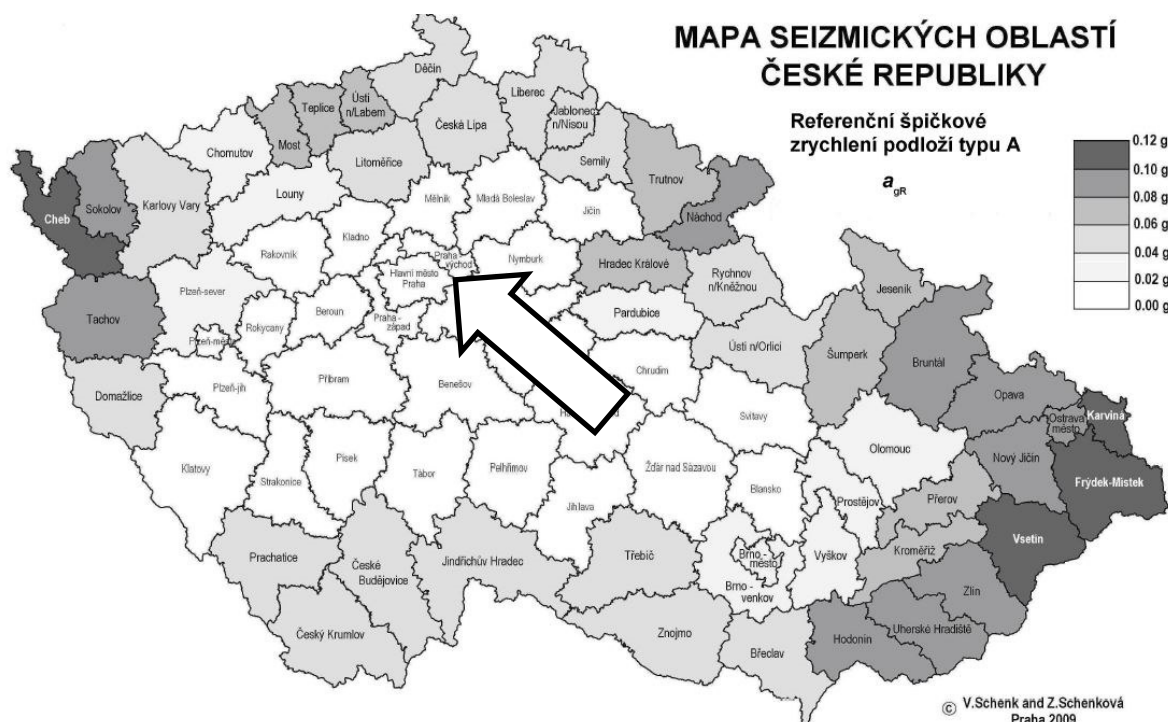 MAPA SEIZMICKÝCH OBLASTÍ
ČESKÉ REPUBLIKY
Referenční špičkové
zrychlení podloží typu A
agR
0.12 g
0.10 g
0.08 g
0.06 g
0.04 g
0.02 g
0.00 g
Děčín
Liberec
Jablonec
n/Nisou
Ústí
n/Labem
Teplice
Most
Česká Lípa
Chomutov
Litoměřice
Semily
Trutnov
Louny
Mělník
Mladá Boleslav
Jičín
Náchod
Cheb
Sokolov
Karlovy Vary
Kladno
Rakovník
Praha-
východ
Nymburk
Hradec Králové
Rychnov
n/Kněžnou
Hlavní město
Praha
Jeseník
Plzeň-sever
Tachov
Rokycany
Beroun
Praha-
západ
Pardubice
Plzeň-město
Ústí n/Orlicí
Šumperk
Bruntál
Domažlice
Plzeň-jih
Příbram
Benešov
Chrudim
Opava
Svitavy
Ostrava
město
Karviná
Klatovy
Strakonice
Písek
Tábor
Pelhřimov
Žďár nad Sázavou
Olomouc
Nový Jičín
Frýdek-Místek
Blansko
Prostějov
Přerov
Jihlava
Vsetín
Prachatice
České
Budějovice
Jindřichův Hradec
Třebíč
Brno-
město
Vyškov
Kroměříž
Brno-
venkov
Zlín
Český Krumlov
Znojmo
Břeclav
Hodonín
Uherské Hradiště
© V.Schenk and Z.Schenková
Praha 2009